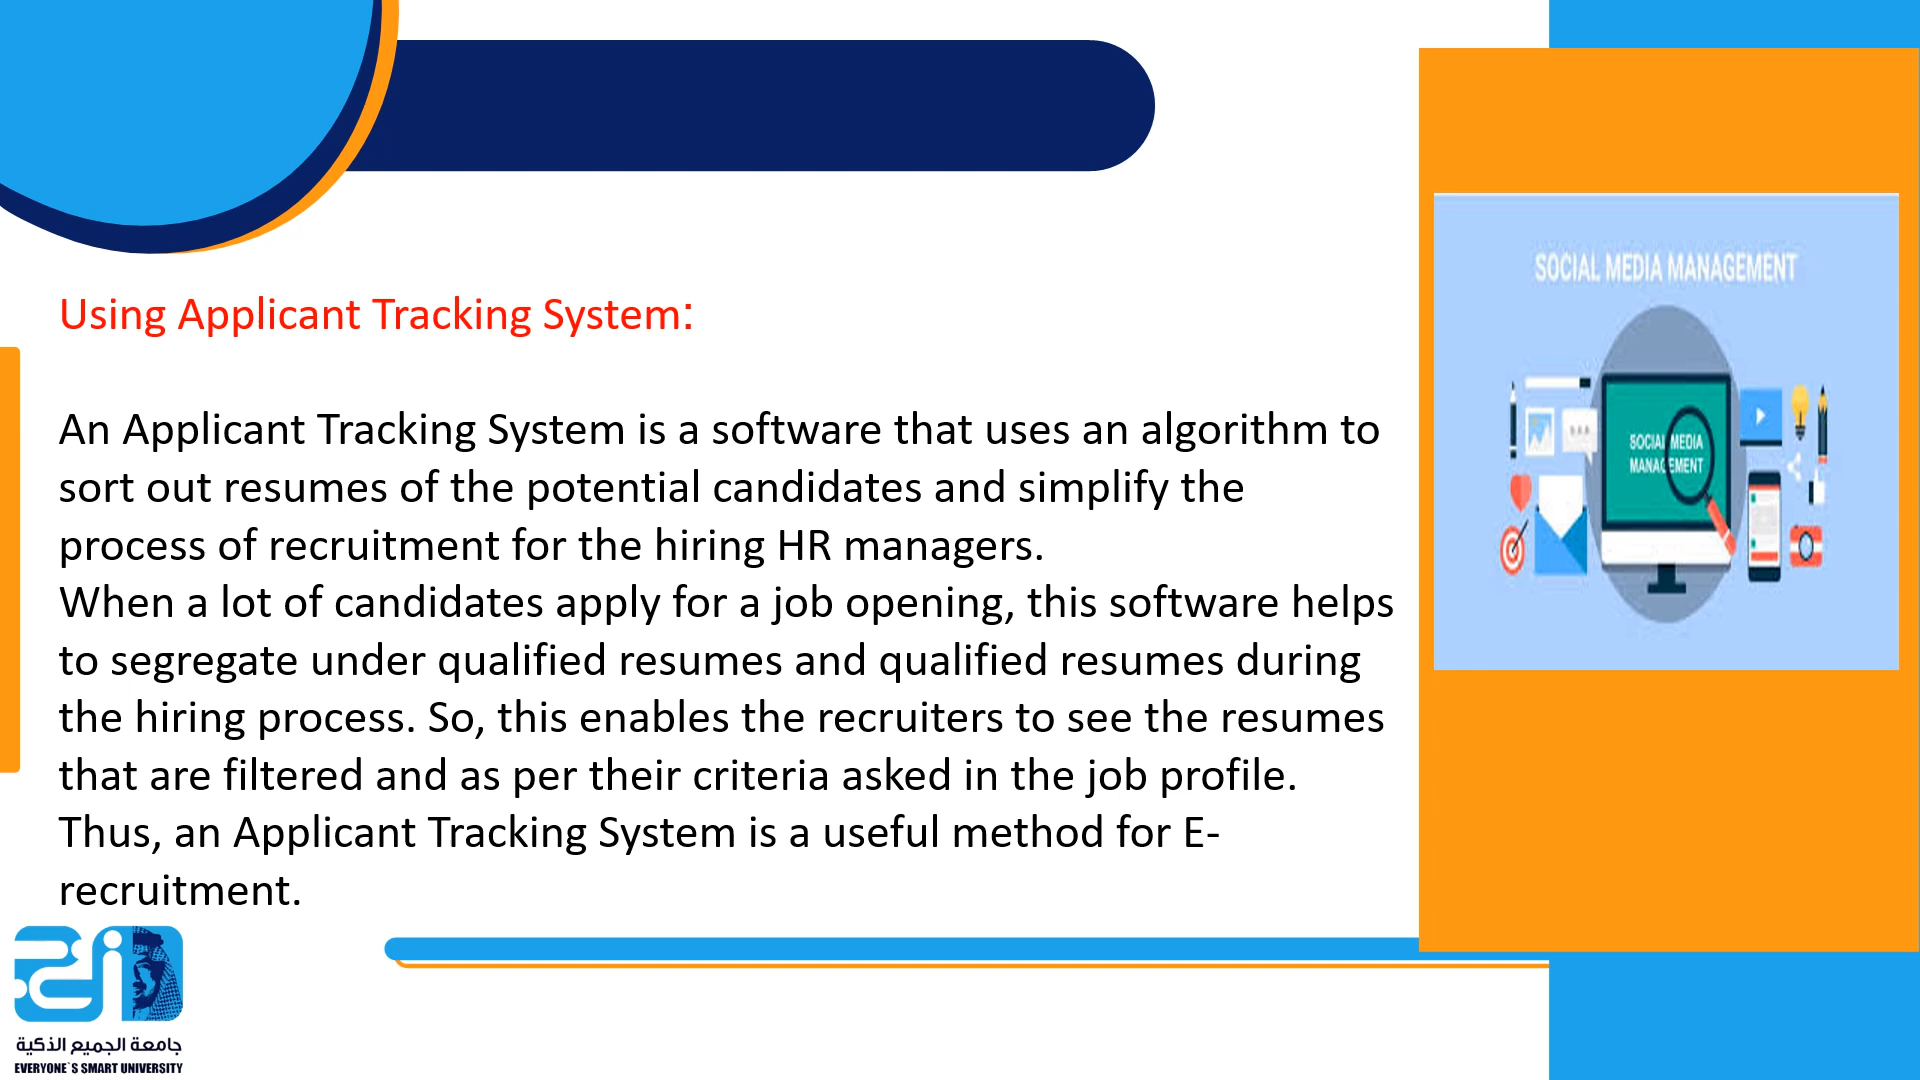 Using Applicant Tracking System:
An Applicant Tracking System is a software that uses an algorithm to
sort out resumes of the potential candidates and simplify the
process of recruitment for the hiring HR managers.
When a lot of candidates apply for a job opening, this software helps
to segregate under qualified resumes and qualified resumes during
the hiring process. So, this enables the recruiters to see the resumes
that are filtered and as per their criteria asked in the job profile.
Thus, an Applicant Tracking System is a useful method for E-
recruitment.
SOCIAL MEDIA MANAGEMENT
SOCIAL MEDIA
MANAGEMENT
جامعة الجميع الذكية
EVERYONE`S SMART UNIVERSITY